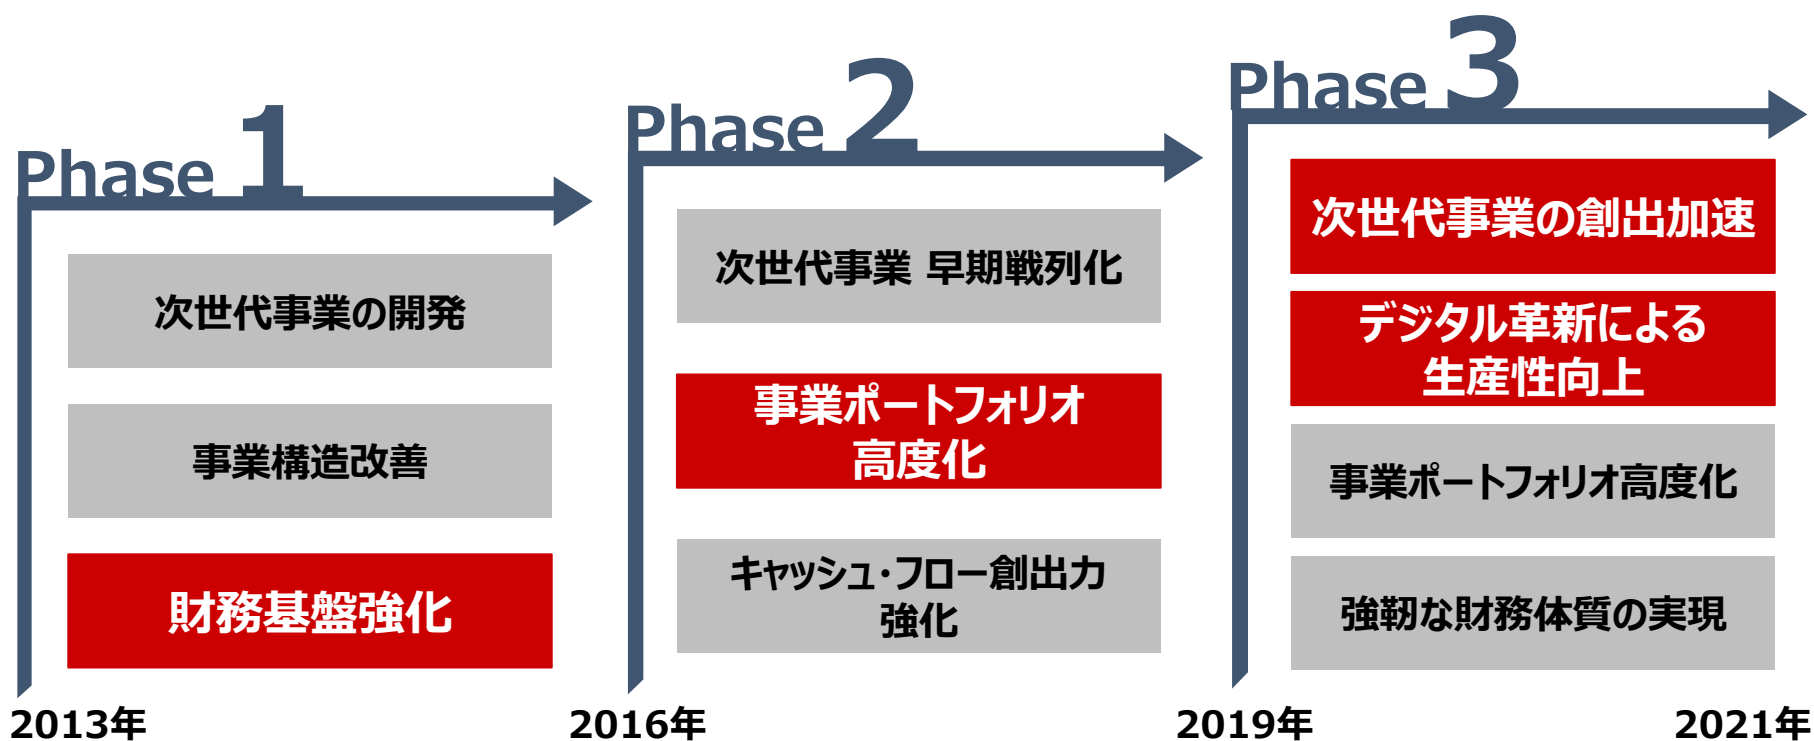 Phase 1
次世代事業の開発
事業構造改善
財務基盤強化
2013年
Phase 2
次世代事業 早期戦列化
事業ポートフォリオ
高度化
キャッシュ・フロー創出力
強化
2016年
Phase 3
次世代事業の創出加速
デジタル革新による
生産性向上
事業ポートフォリオ高度化
強靭な財務体質の実現
2019年
2021年